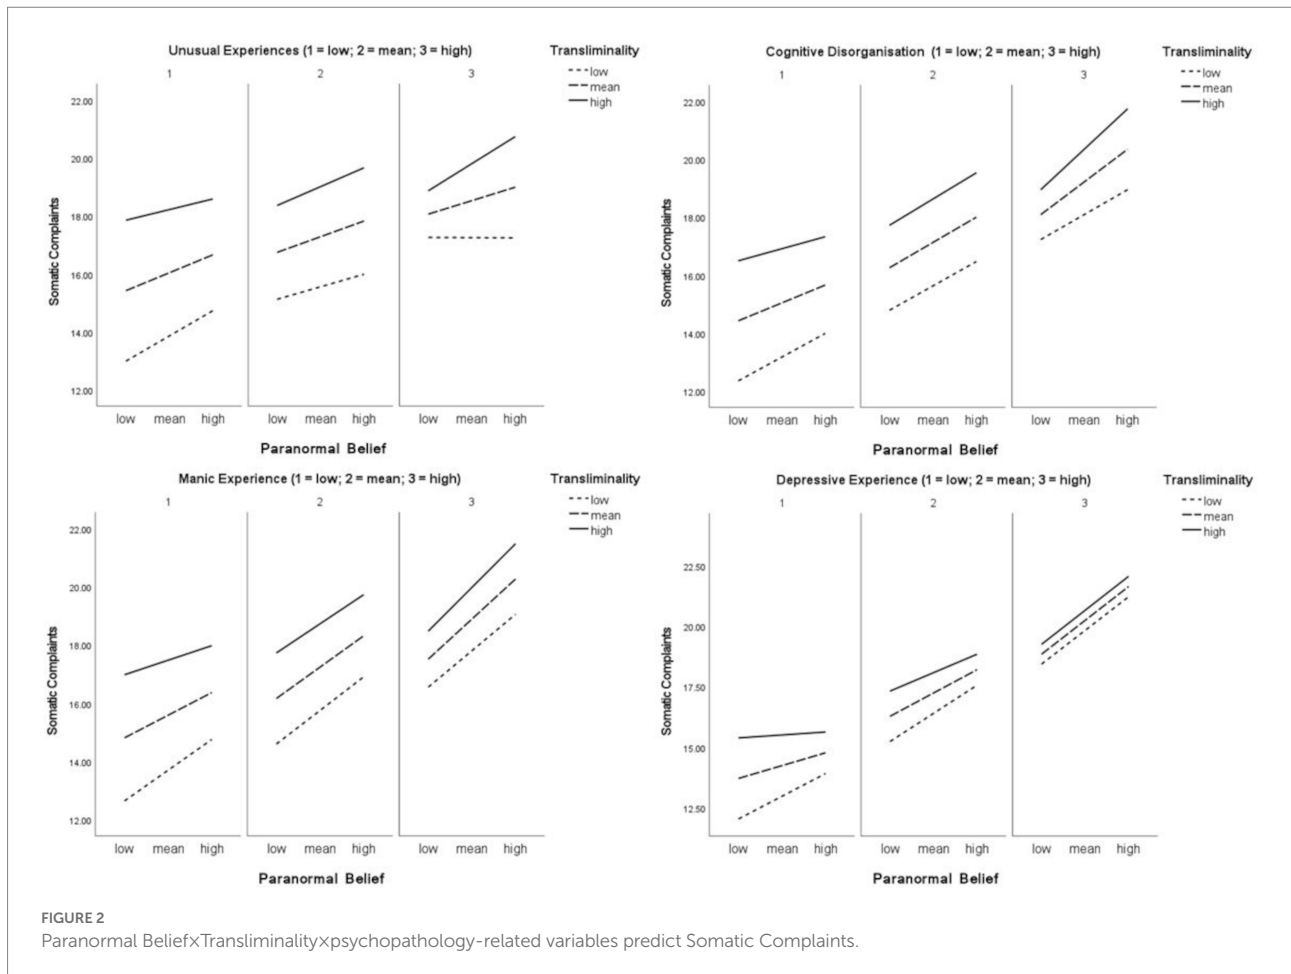 Unusual Experiences (1 = low; 2 = mean; 3 = high)
1 2 3
Transliminality
low
mean
high
Somatic Complaints
22.00
20.00
18.00
16.00
14.00
12.00
low mean high low mean high low mean high
Paranormal Belief
Cognitive Disorganisation (1 = low; 2 = mean; 3 = high)
1 2 3
Transliminality
low
mean
high
Somatic Complaints
22.00
20.00
18.00
16.00
14.00
12.00
low mean high low mean high low mean high
Paranormal Belief
Manic Experience (1 = low; 2 = mean; 3 = high)
1 2 3
Transliminality
low
mean
high
Somatic Complaints
22.00
20.00
18.00
16.00
14.00
12.00
low mean high low mean high low mean high
Paranormal Belief
Depressive Experience (1 = low; 2 = mean; 3 = high)
1 2 3
Transliminality
low
mean
high
Somatic Complaints
22.50
20.00
17.50
15.00
12.50
low mean high low mean high low mean high
Paranormal Belief
FIGURE 2
Paranormal Belief×Transliminality×psychopathology-related variables predict Somatic Complaints.